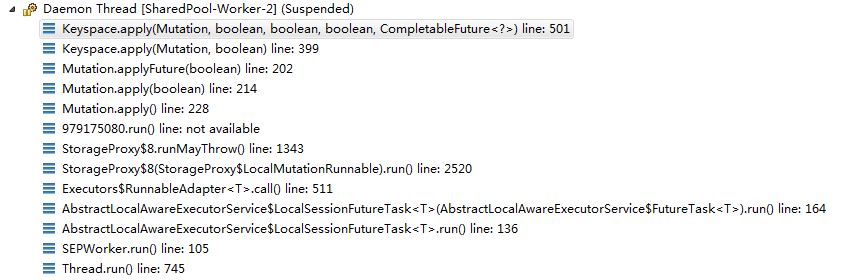 Daemon Thread [SharedPool-Worker-2] (Suspended)
Keyspace.apply(Mutation, boolean, boolean, boolean, CompletableFuture<?>) line: 501
Keyspace.apply(Mutation, boolean) line: 399
Mutation.applyFuture(boolean) line: 202
Mutation.apply(boolean) line: 214
Mutation.apply() line: 228
979175080.run() line: not available
StorageProxy$8.runMayThrow() line: 1343
StorageProxy$8(StorageProxy$LocalMutationRunnable).run() line: 2520
Executors$RunnableAdapter<T>.call() line: 511
AbstractLocalAwareExecutorService$LocalSessionFutureTask<T>(AbstractLocalAwareExecutorService$FutureTask<T>).run() line: 164
AbstractLocalAwareExecutorService$LocalSessionFutureTask<T>.run() line: 136
SEPWorker.run() line: 105
Thread.run() line: 745